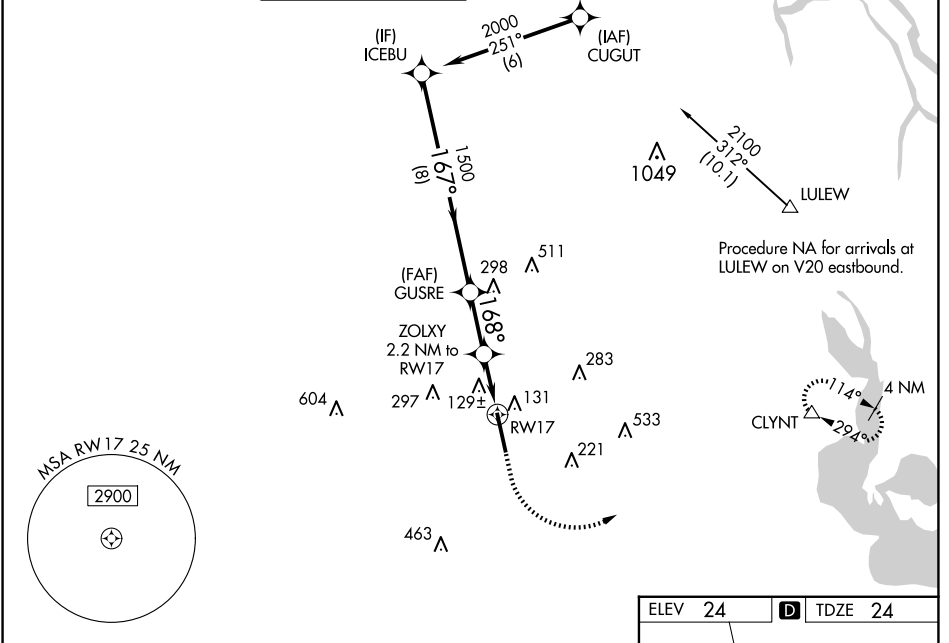 (IF)
ICEBU
2000
251°
(6)
(IAF)
CUGUT
1500
167°
(8)
2100
312°
(10.1)
1049
LULEW
Procedure NA for arrivals at
LULEW on V20 eastbound.
(FAF)
GUSRE
298
511
168°
ZOLXY
2.2 NM to
RW17
283
604
297
129±
131
RW17
533
221
114°
4 NM
CLYNT
294°
MSA RW17 25 NM
2900
463
ELEV 24 D TDZE 24